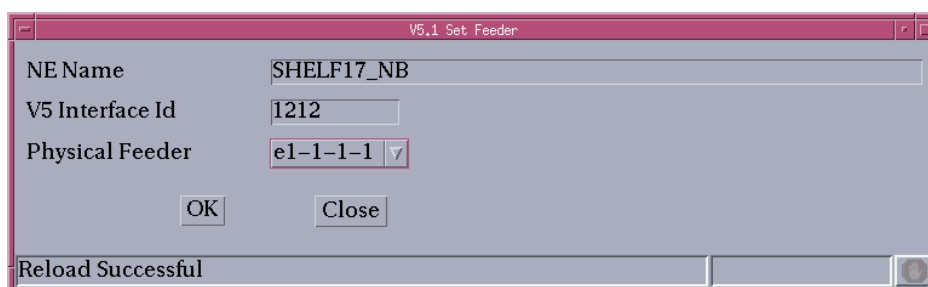 V5.1 Set Feeder
NE Name SHELF17_NB
V5 Interface Id 1212
Physical Feeder e1-1-1-1
OK Close
Reload Successful